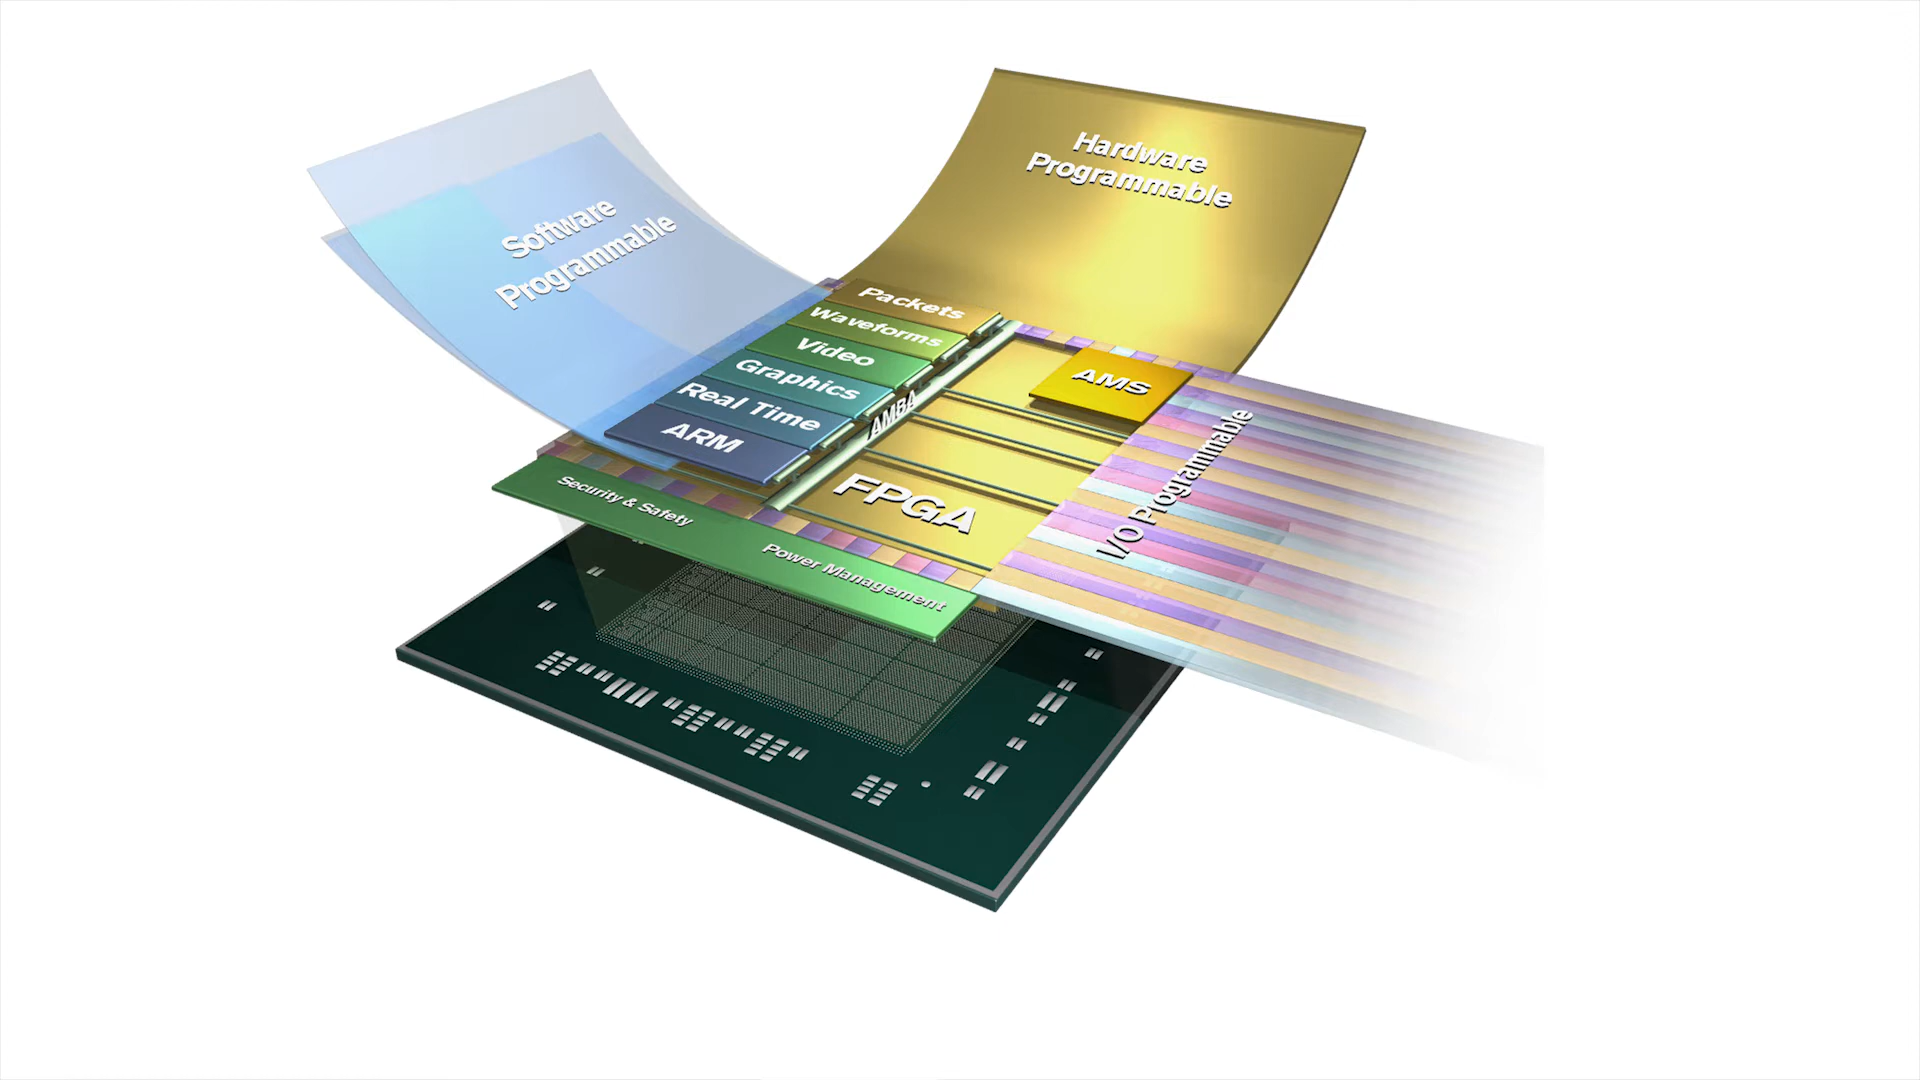 Hardware
Programmable
Software
Programmable
Packets
Waveforms
Video
Graphics
Real Time
ARM
AMBA
AMS
FPGA
I/O Programmable
Security & Safety
Power Management